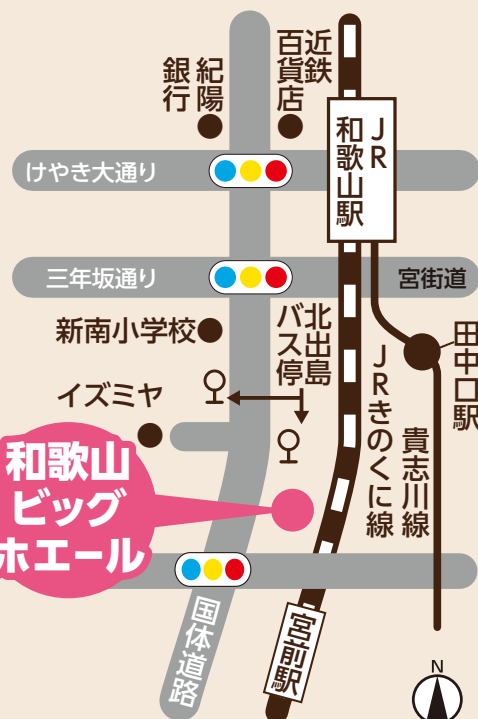 近鉄
百貨店
紀陽
銀行
JR
和歌山駅
けやき大通り
三年坂通り
宮街道
新南小学校
北出島
バス停
田中口駅
イズミヤ
JRきのくに線
貴志川線
和歌山
ビッグ
ホエール
国体道路
宮前駅
N